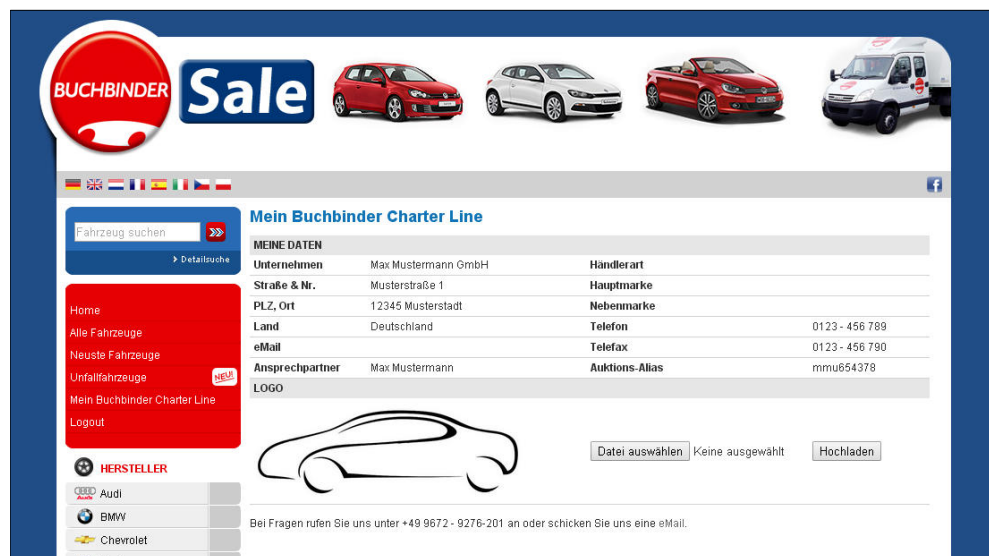 BUCHBINDER
Sale
Fahrzeug suchen
Detailsuche
Home
Alle Fahrzeuge
Neuste Fahrzeuge
Unfallfahrzeuge NEU!
Mein Buchbinder Charter Line
Logout
HERSTELLER
Audi
BMW
Chevrolet
Mein Buchbinder Charter Line
MEINE DATEN
Unternehmen Max Mustermann GmbH Händlerart
Straße & Nr. Musterstraße 1 Hauptmarke
PLZ, Ort 12345 Musterstadt Nebenmarke
Land Deutschland Telefon 0123 - 456 789
eMail Telefax 0123 - 456 790
Ansprechpartner Max Mustermann Auktions-Alias mmu654378
LOGO
Datei auswählen Keine ausgewählt Hochladen
Bei Fragen rufen Sie uns unter +49 9672 - 9276-201 an oder schicken Sie uns eine eMail.